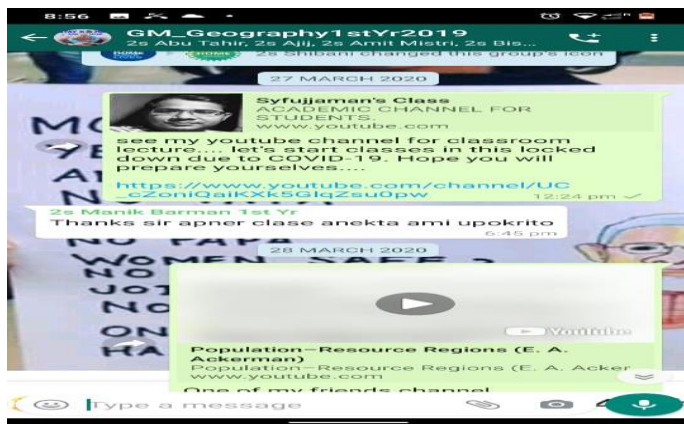 8:56
GM_Geography1stYr2019
2s Abu Tahir, 2s Ajij, 2s Amit Mistri, 2s Bis...
2s Shibani changed this group's icon
27 MARCH 2020
Syfujjaman's Class
ACADEMIC CHANNEL FOR
STUDENTS.
www.youtube.com
see my youtube channel for classroom
lecture.... let's start classes in this locked
down due to COVID-19. Hope you will
prepare yourselves....
https://www.youtube.com/channel/UC
_cZoniQaiKXk5GlqZsu0pw
12:24 pm
2s Manik Barman 1st Yr
Thanks sir apner clase anekta ami upokrito
6:45 pm
28 MARCH 2020
WOMEN SAFE ?
NO
YouTube
Population—Resource Regions (E. A.
Ackerman)
Population—Resource Regions (E. A. Acker
www.youtube.com
One of my friends channel
Type a message